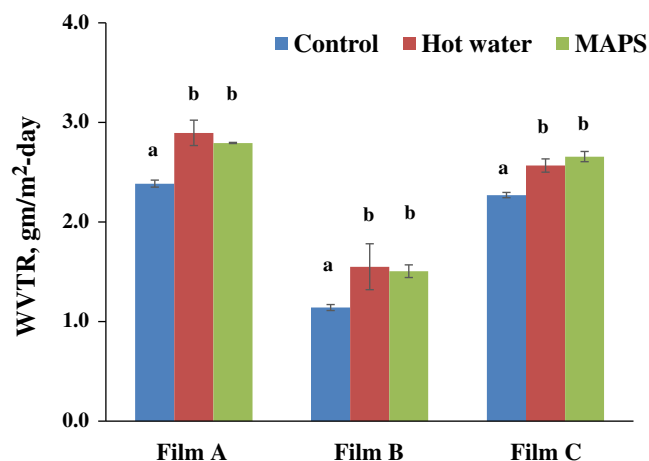 4.0
Control Hot water MAPS
b b
3.0
a
b b
a
b b
2.0
a
1.0
0.0
Film A Film B Film C
WVTR, gm/m²-day